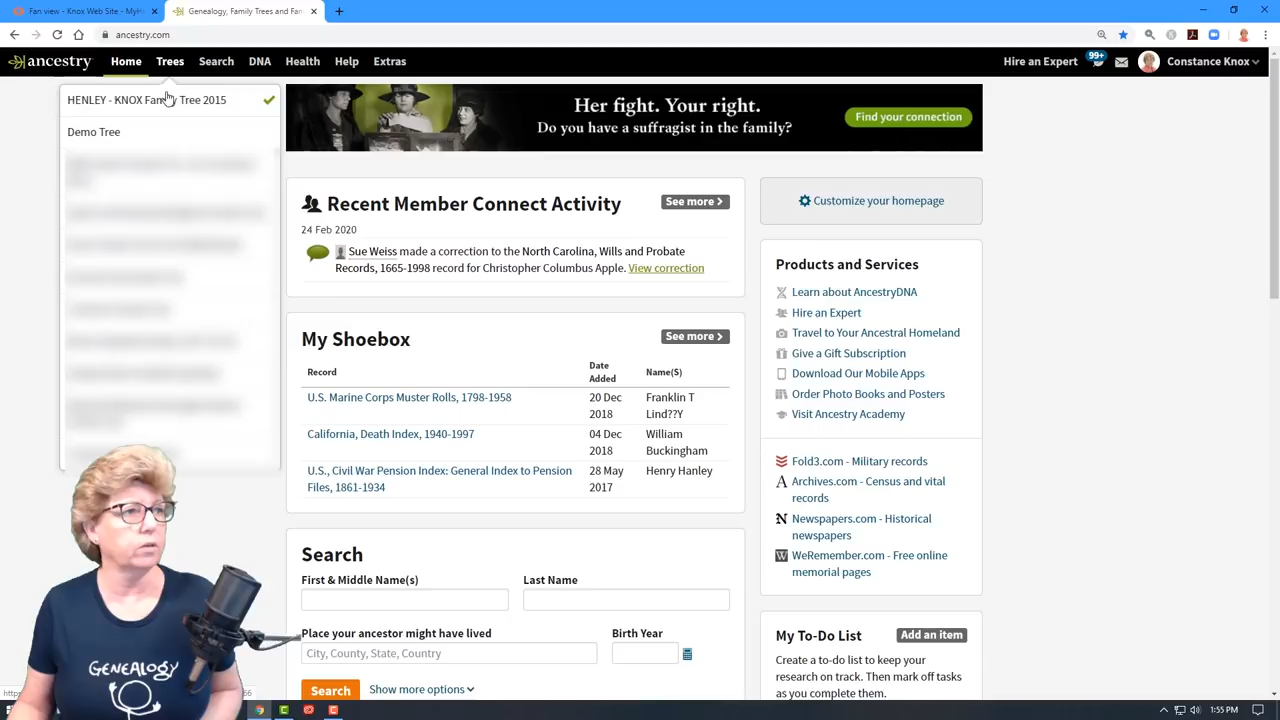 Fan view - Knox Web Site - MyHe
Genealogy, Family Trees and Fam
ancestry.com
ancestry
Home
Trees
Search
DNA
Health
Help
Extras
Hire an Expert
99+
Constance Knox
HENLEY - KNOX Family Tree 2015
Demo Tree
Her fight. Your right.
Do you have a suffragist in the family?
Find your connection
Recent Member Connect Activity
See more >
24 Feb 2020
Sue Weiss made a correction to the North Carolina, Wills and Probate
Records, 1665-1998 record for Christopher Columbus Apple. View correction
My Shoebox
See more >
Record
Date
Added
Name(S)
U.S. Marine Corps Muster Rolls, 1798-1958
20 Dec
2018
Franklin T
Lind??Y
California, Death Index, 1940-1997
04 Dec
2018
William
Buckingham
U.S., Civil War Pension Index: General Index to Pension
Files, 1861-1934
28 May
2017
Henry Hanley
Search
First & Middle Name(s)
Last Name
Place your ancestor might have lived
Birth Year
City, County, State, Country
Search
Show more options
Customize your homepage
Products and Services
Learn about AncestryDNA
Hire an Expert
Travel to Your Ancestral Homeland
Give a Gift Subscription
Download Our Mobile Apps
Order Photo Books and Posters
Visit Ancestry Academy
Fold3.com - Military records
Archives.com - Census and vital
records
Newspapers.com - Historical
newspapers
WeRemember.com - Free online
memorial pages
My To-Do List
Add an item
Create a to-do list to keep your
research on track. Then mark off tasks
as you complete them.
GENEALOGY
1:55 PM